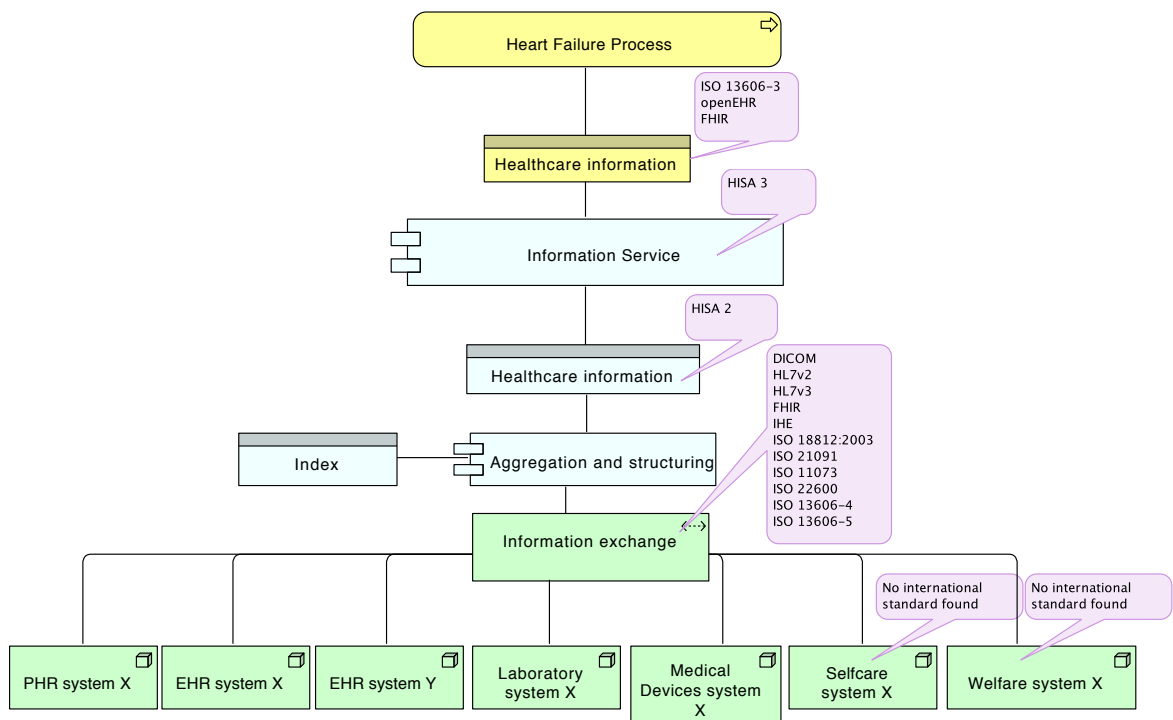 Heart Failure Process
ISO 13606-3
openEHR
FHIR
Healthcare information
HISA 3
Information Service
HISA 2
Healthcare information
DICOM
HL7v2
HL7v3
FHIR
IHE
ISO 18812:2003
ISO 21091
ISO 11073
ISO 22600
ISO 13606-4
ISO 13606-5
Index
Aggregation and structuring
Information exchange
No international
standard found
No international
standard found
PHR system X
EHR system X
EHR system Y
Laboratory
system X
Medical
Devices system
X
Selfcare
system X
Welfare system X